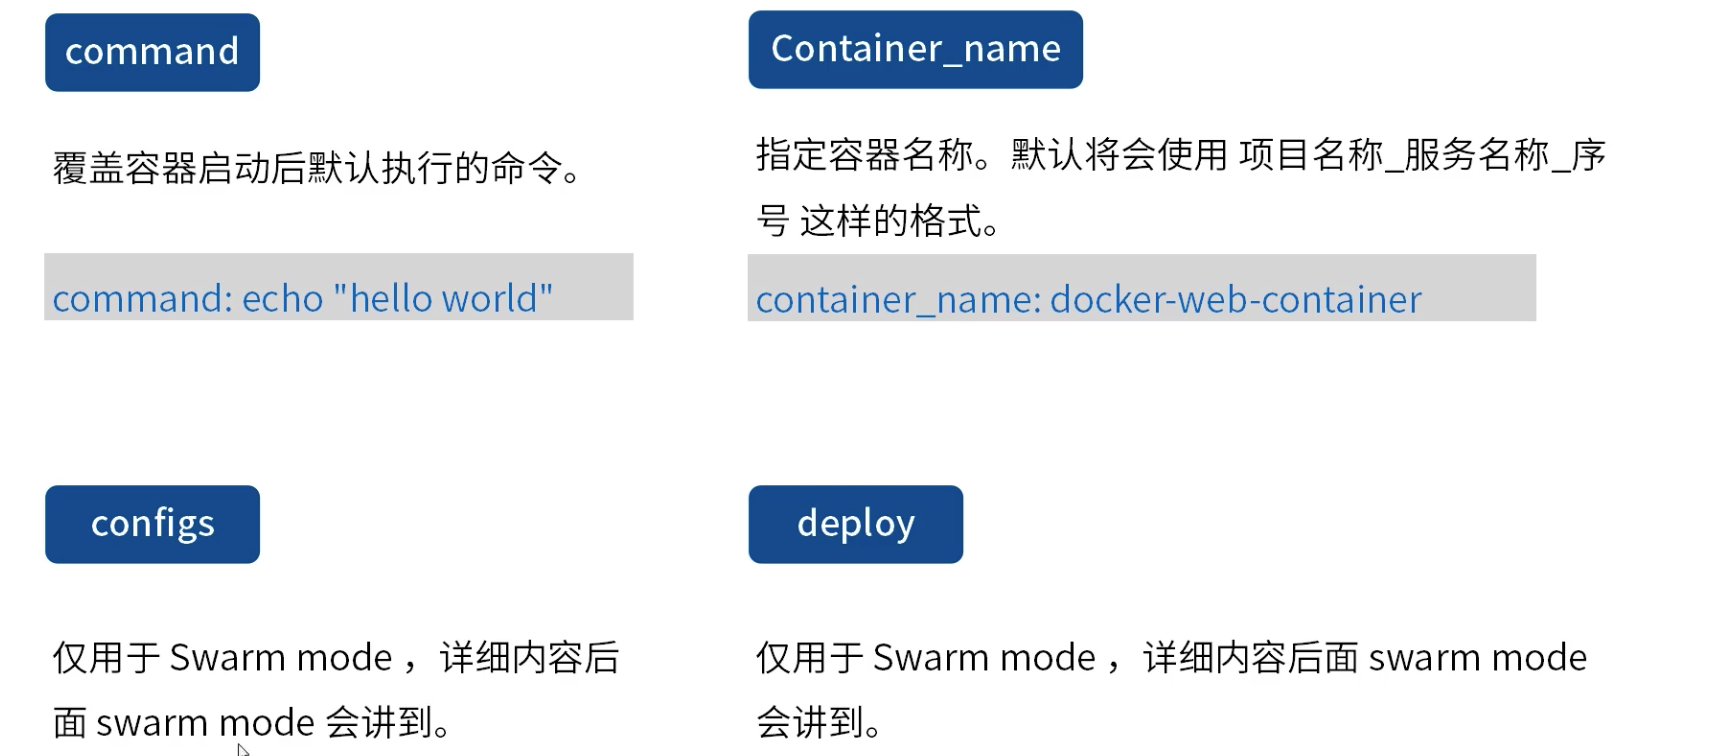 command
覆盖容器启动后默认执行的命令。
command: echo "hello world"
Container_name
指定容器名称。默认将会使用 项目名称_服务名称_序
号 这样的格式。
container_name: docker-web-container
configs
仅用于 Swarm mode ，详细内容后
面 swarm mode 会讲到。
deploy
仅用于 Swarm mode ，详细内容后面 swarm mode
会讲到。